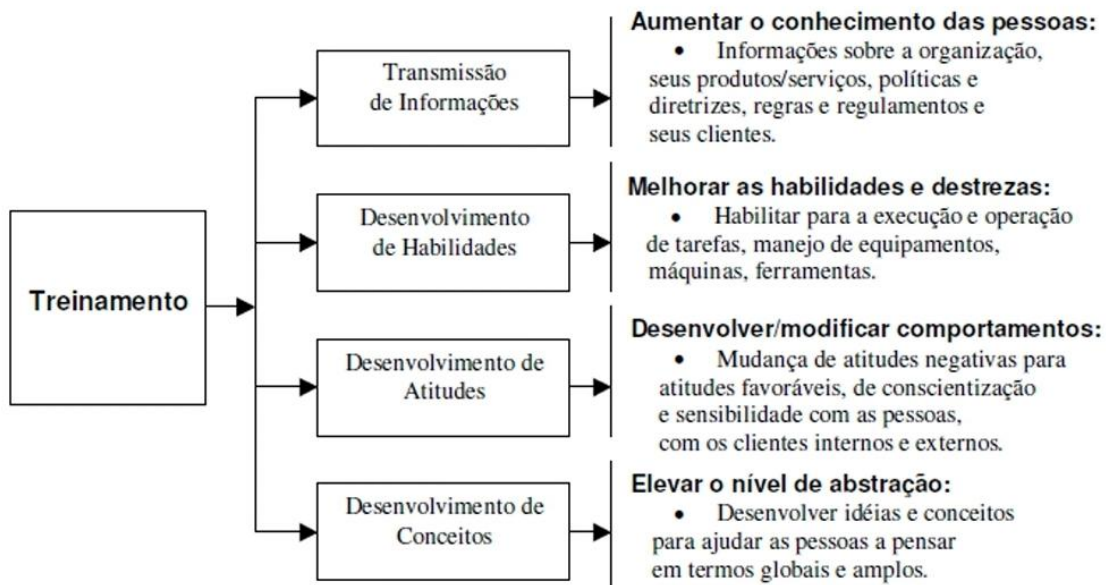 Treinamento
Transmissão
de Informações
Aumentar o conhecimento das pessoas:
• Informações sobre a organização,
seus produtos/serviços, políticas e
diretrizes, regras e regulamentos e
seus clientes.
Desenvolvimento
de Habilidades
Melhorar as habilidades e destrezas:
• Habilitar para a execução e operação
de tarefas, manejo de equipamentos,
máquinas, ferramentas.
Desenvolvimento de
Atitudes
Desenvolver/modificar comportamentos:
• Mudança de atitudes negativas para
atitudes favoráveis, de conscientização
e sensibilidade com as pessoas,
com os clientes internos e externos.
Desenvolvimento de
Conceitos
Elevar o nível de abstração:
• Desenvolver idéias e conceitos
para ajudar as pessoas a pensar
em termos globais e amplos.